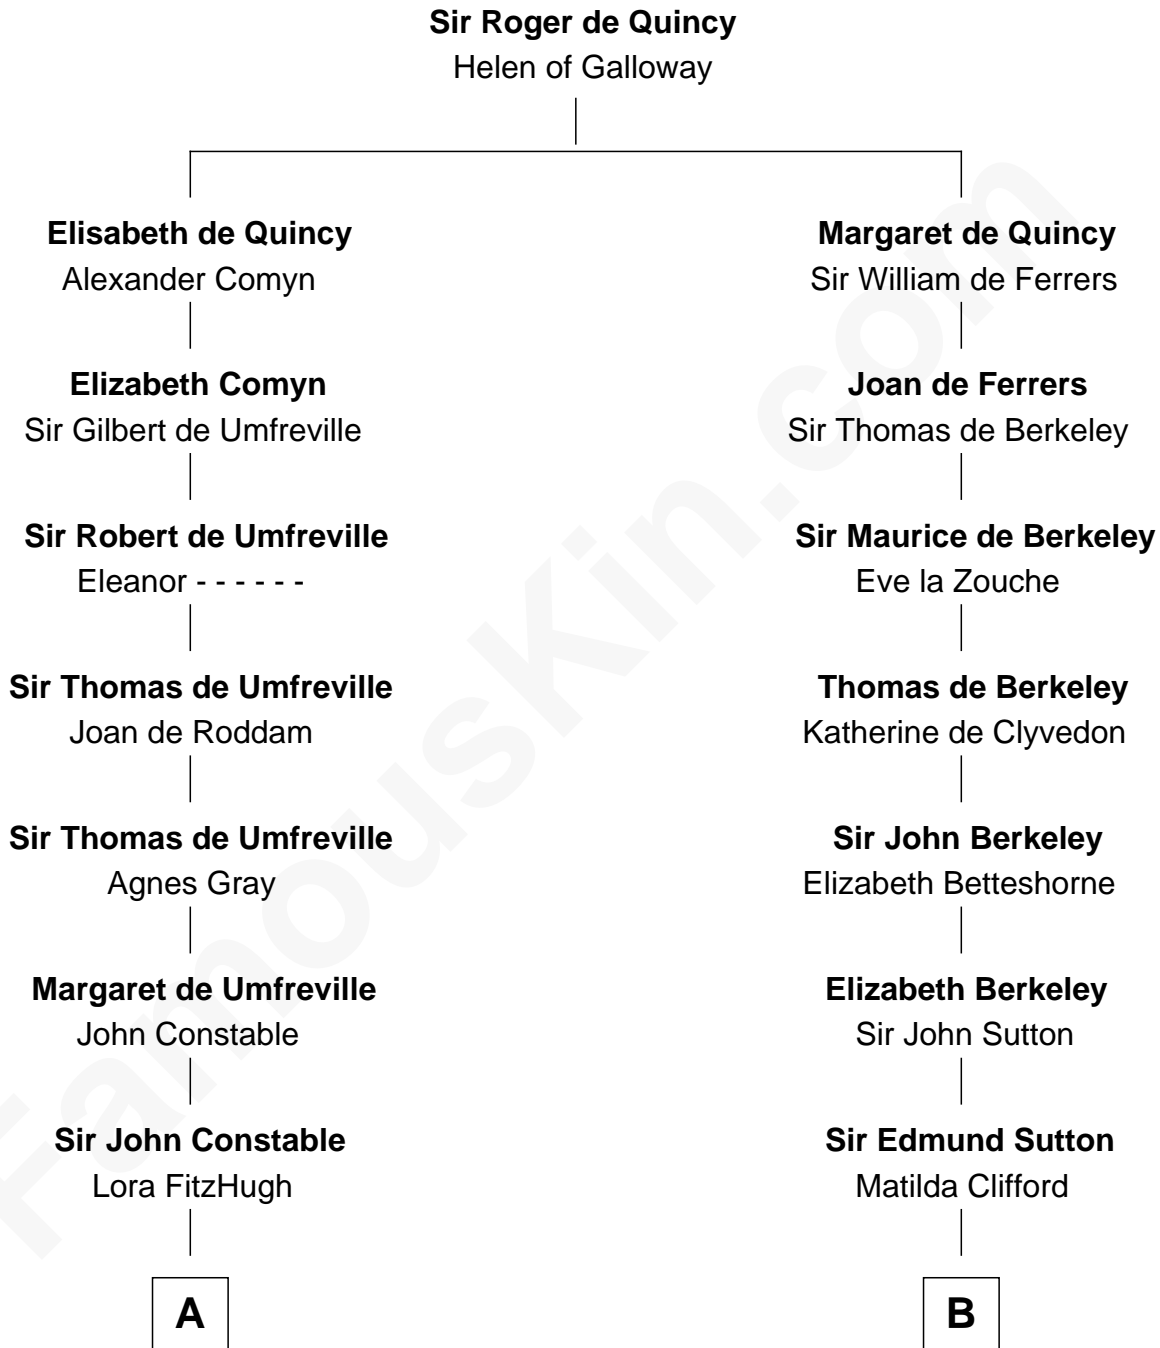 Sir Roger de Quincy
Helen of Galloway
Elisabeth de Quincy
Alexander Comyn
Margaret de Quincy
Sir William de Ferrers
Elizabeth Comyn
Sir Gilbert de Umfreville
Joan de Ferrers
Sir Thomas de Berkeley
Sir Robert de Umfreville
Eleanor - - - - - -
Sir Maurice de Berkeley
Eve la Zouche
Sir Thomas de Umfreville
Joan de Roddam
Thomas de Berkeley
Katherine de Clyvedon
Sir Thomas de Umfreville
Agnes Gray
Sir John Berkeley
Elizabeth Betteshorne
Margaret de Umfreville
John Constable
Elizabeth Berkeley
Sir John Sutton
Sir John Constable
Lora FitzHugh
Sir Edmund Sutton
Matilda Clifford
A
B
FamousKin.com